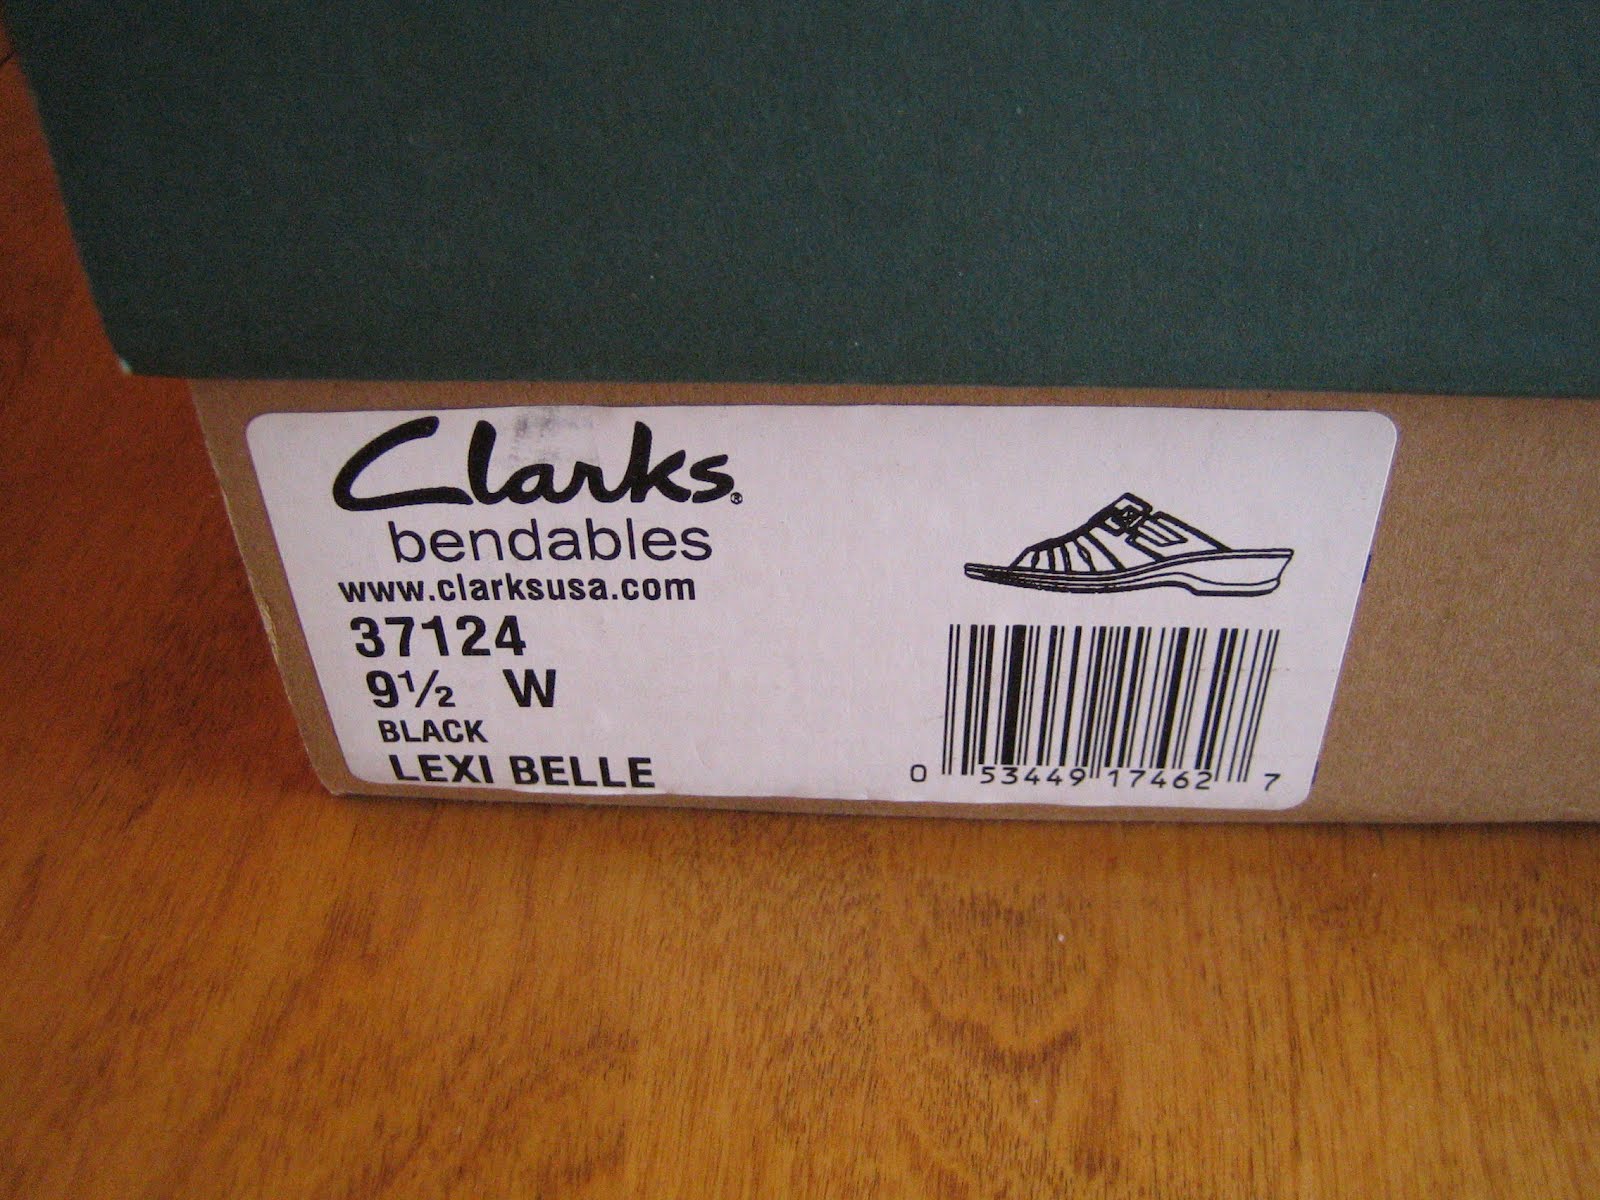 Clarks®
bendables
www.clarksusa.com
37124
9½ W
BLACK
LEXI BELLE
0 53449 17462 7